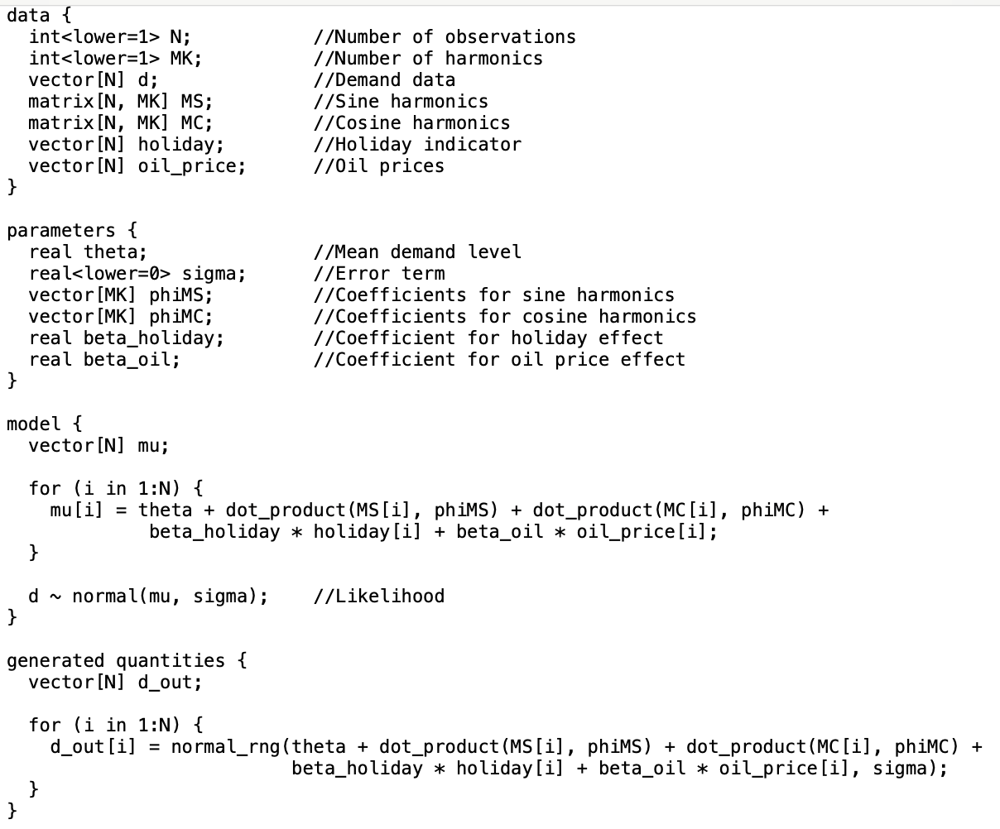 data {
  int<lower=1> N;           //Number of observations
  int<lower=1> MK;          //Number of harmonics
  vector[N] d;              //Demand data
  matrix[N, MK] MS;         //Sine harmonics
  matrix[N, MK] MC;         //Cosine harmonics
  vector[N] holiday;        //Holiday indicator
  vector[N] oil_price;      //Oil prices
}

parameters {
  real theta;               //Mean demand level
  real<lower=0> sigma;      //Error term
  vector[MK] phiMS;         //Coefficients for sine harmonics
  vector[MK] phiMC;         //Coefficients for cosine harmonics
  real beta_holiday;        //Coefficient for holiday effect
  real beta_oil;            //Coefficient for oil price effect
}

model {
  vector[N] mu;

  for (i in 1:N) {
    mu[i] = theta + dot_product(MS[i], phiMS) + dot_product(MC[i], phiMC) +
             beta_holiday * holiday[i] + beta_oil * oil_price[i];
  }

  d ~ normal(mu, sigma);    //Likelihood
}

generated quantities {
  vector[N] d_out;

  for (i in 1:N) {
    d_out[i] = normal_rng(theta + dot_product(MS[i], phiMS) + dot_product(MC[i], phiMC) +
                          beta_holiday * holiday[i] + beta_oil * oil_price[i], sigma);
  }
}